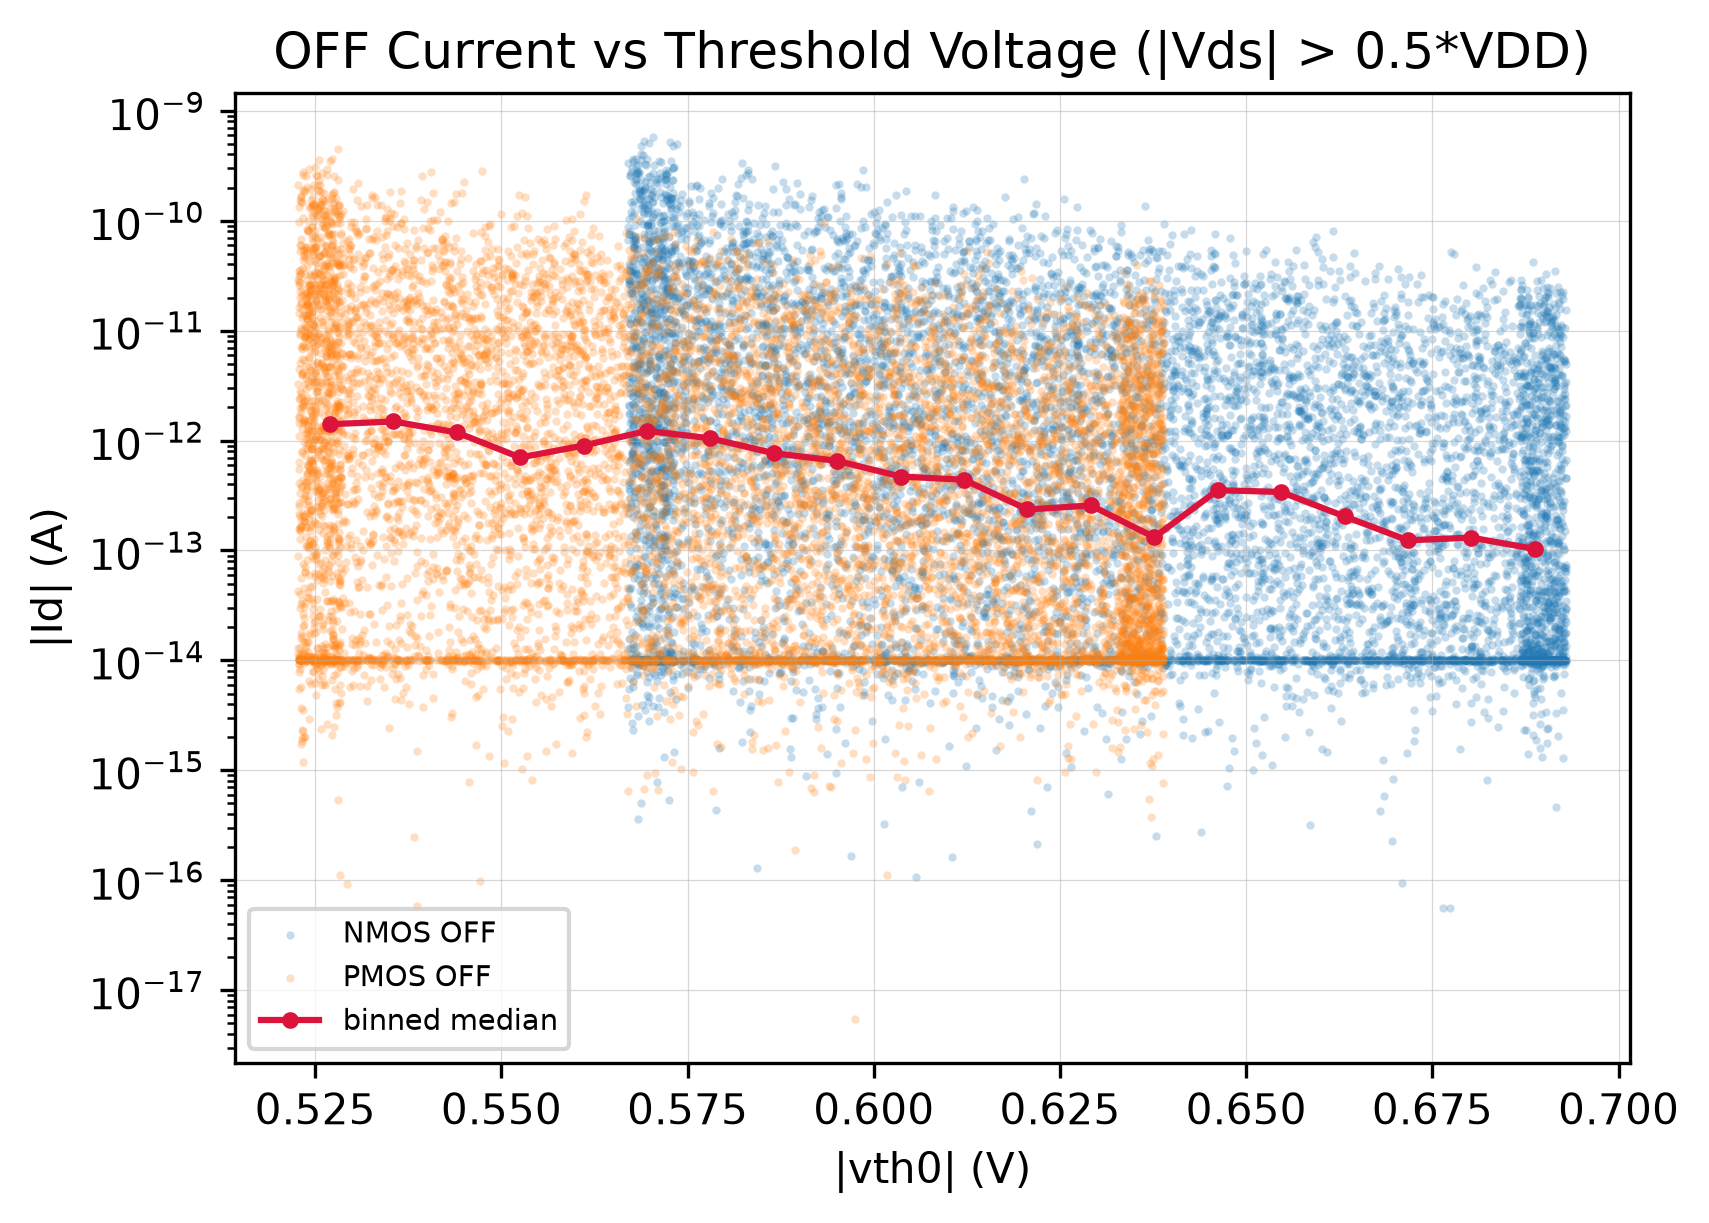 OFF Current vs Threshold Voltage (|Vds| > 0.5*VDD)
10⁻⁹
10⁻¹⁰
10⁻¹¹
10⁻¹²
10⁻¹³
10⁻¹⁴
10⁻¹⁵
10⁻¹⁶
10⁻¹⁷
|Id| (A)
NMOS OFF
PMOS OFF
binned median
0.525 0.550 0.575 0.600 0.625 0.650 0.675 0.700
|vth0| (V)